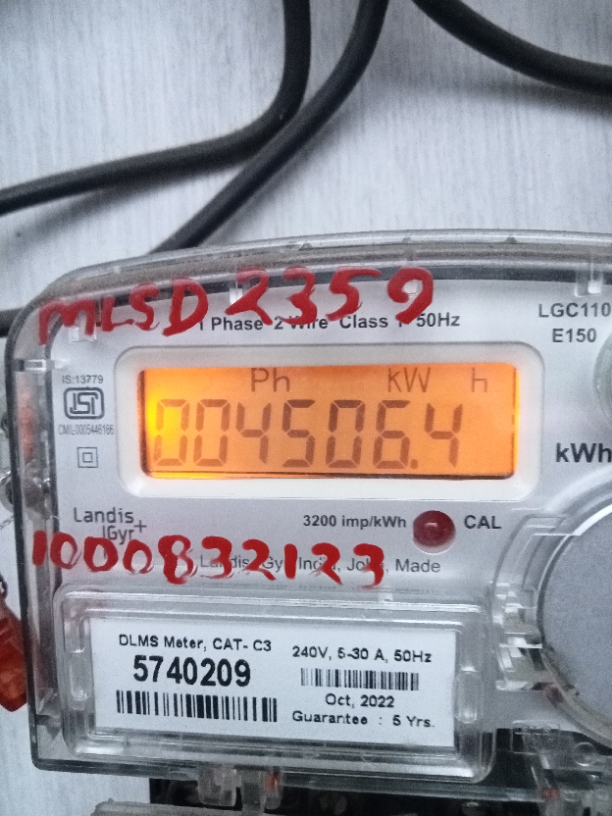 MLSD 2359
1 Phase 2 Wire Class 1 50Hz
LGC110
E150
IS:13779
ISI
Ph kW h
004506.4
kWh
Landis
Gyr+
3200 imp/kWh CAL
1000832123
Made
DLMS Meter, CAT- C3
5740209
240V, 5-30 A, 50Hz
Oct, 2022
Guarantee : 5 Yrs.